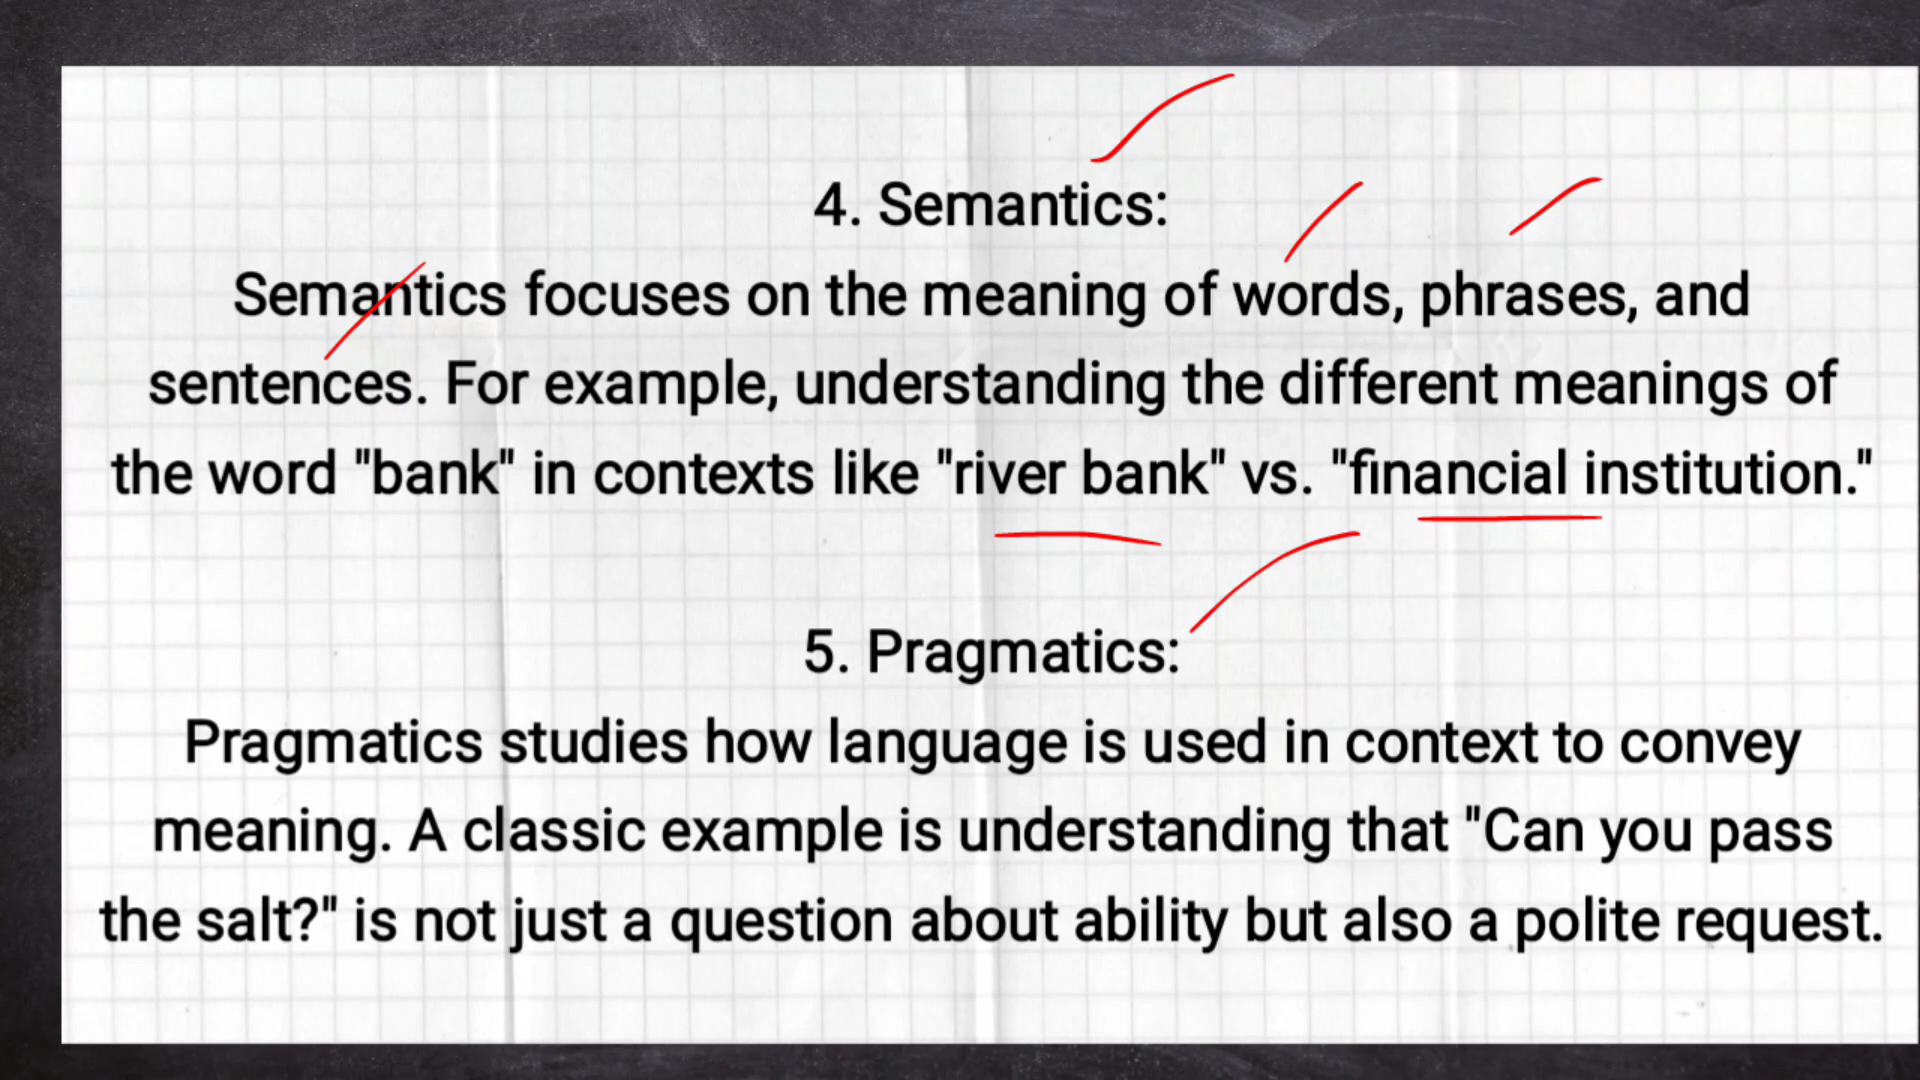 4. Semantics:
Semantics focuses on the meaning of words, phrases, and
sentences. For example, understanding the different meanings of
the word "bank" in contexts like "river bank" vs. "financial institution."
5. Pragmatics:
Pragmatics studies how language is used in context to convey
meaning. A classic example is understanding that "Can you pass
the salt?" is not just a question about ability but also a polite request.